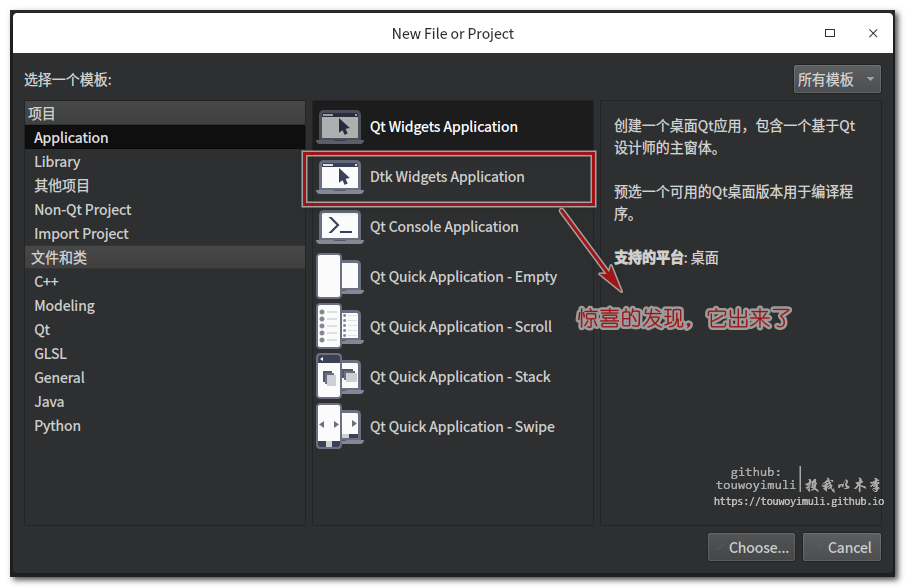 New File or Project
选择一个模板:
所有模板
项目
Application
Library
其他项目
Non-Qt Project
Import Project
文件和类
C++
Modeling
Qt
GLSL
General
Java
Python
Qt Widgets Application
Dtk Widgets Application
Qt Console Application
Qt Quick Application - Empty
Qt Quick Application - Scroll
Qt Quick Application - Stack
Qt Quick Application - Swipe
创建一个桌面Qt应用，包含一个基于Qt
设计师的主窗体。
预选一个可用的Qt桌面版本用于编译程
序。
支持的平台: 桌面
惊喜的发现，它出来了
github:
touwoyimuli
投我以木李
https://touwoyimuli.github.io
Choose...
Cancel